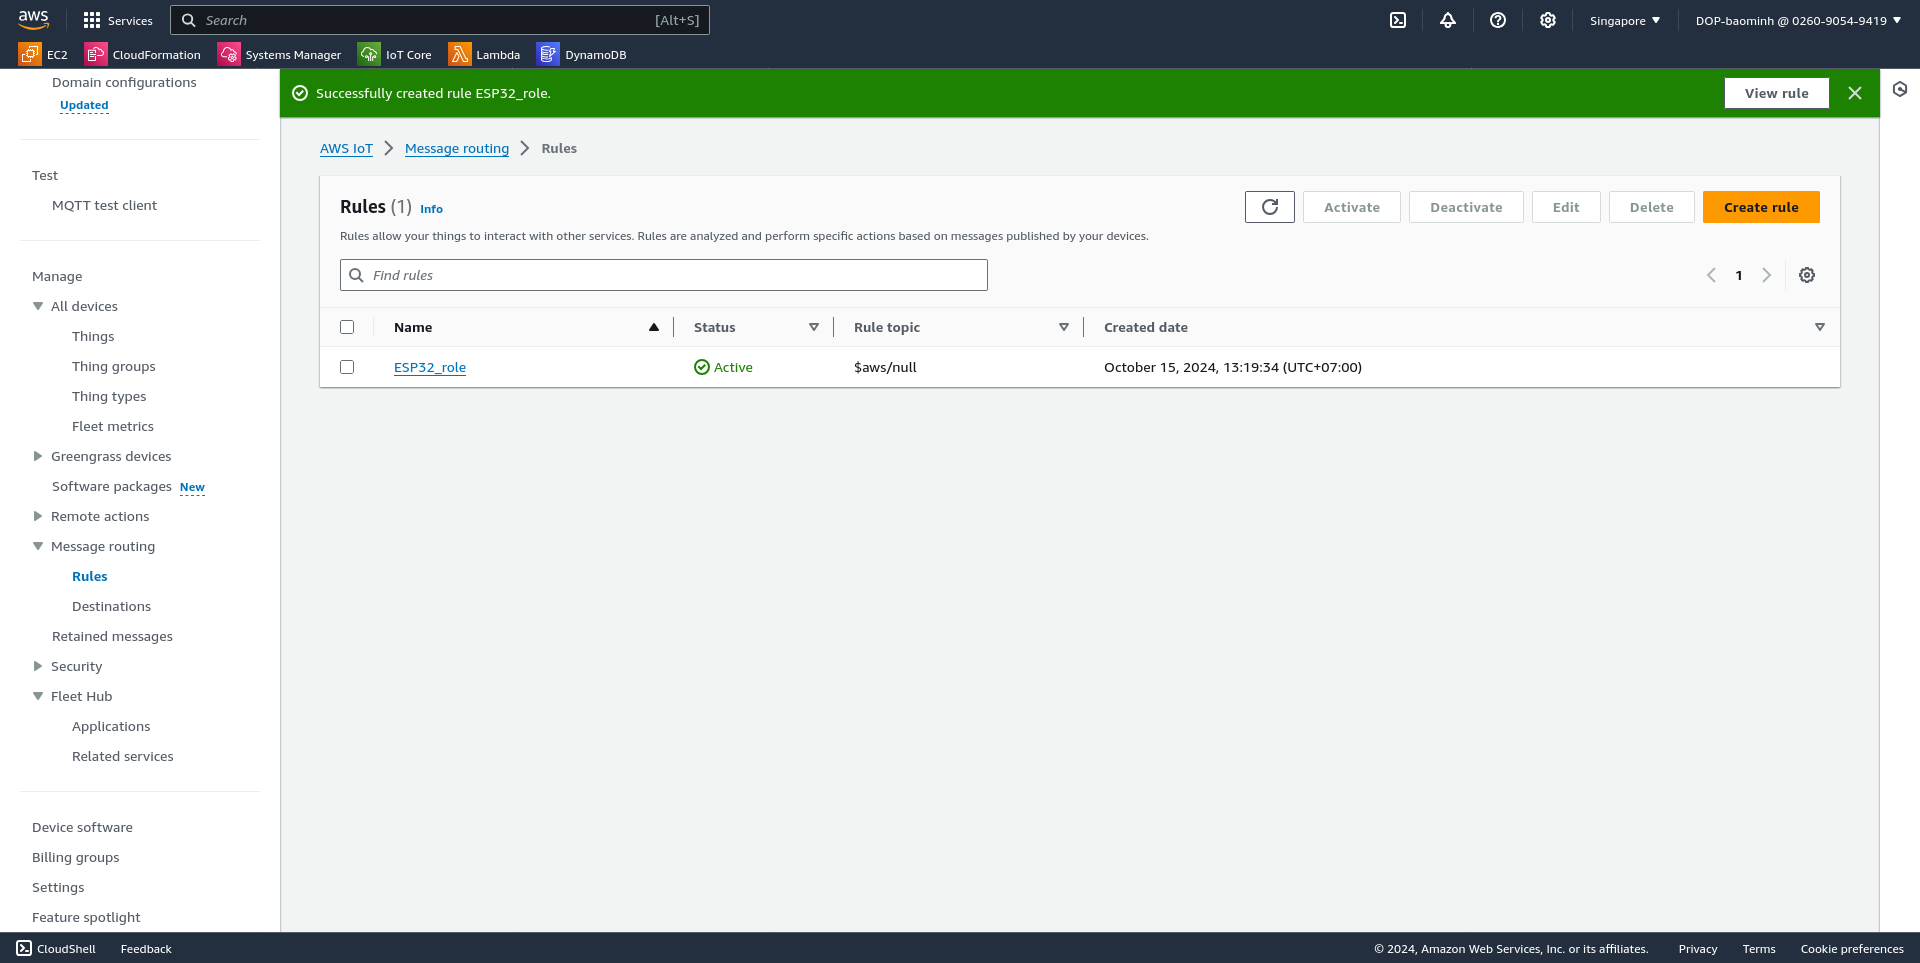 aws
Services
Search
[Alt+S]
Singapore
DOP-baominh @ 0260-9054-9419
EC2
CloudFormation
Systems Manager
IoT Core
Lambda
DynamoDB
Domain configurations
Updated
Test
MQTT test client
Manage
All devices
Things
Thing groups
Thing types
Fleet metrics
Greengrass devices
Software packages New
Remote actions
Message routing
Rules
Destinations
Retained messages
Security
Fleet Hub
Applications
Related services
Device software
Billing groups
Settings
Feature spotlight
Successfully created rule ESP32_role.
View rule
AWS IoT
Message routing
Rules
Rules (1) Info
Activate
Deactivate
Edit
Delete
Create rule
Rules allow your things to interact with other services. Rules are analyzed and perform specific actions based on messages published by your devices.
Find rules
1
Name
Status
Rule topic
Created date
ESP32_role
Active
$aws/null
October 15, 2024, 13:19:34 (UTC+07:00)
CloudShell
Feedback
© 2024, Amazon Web Services, Inc. or its affiliates.
Privacy
Terms
Cookie preferences